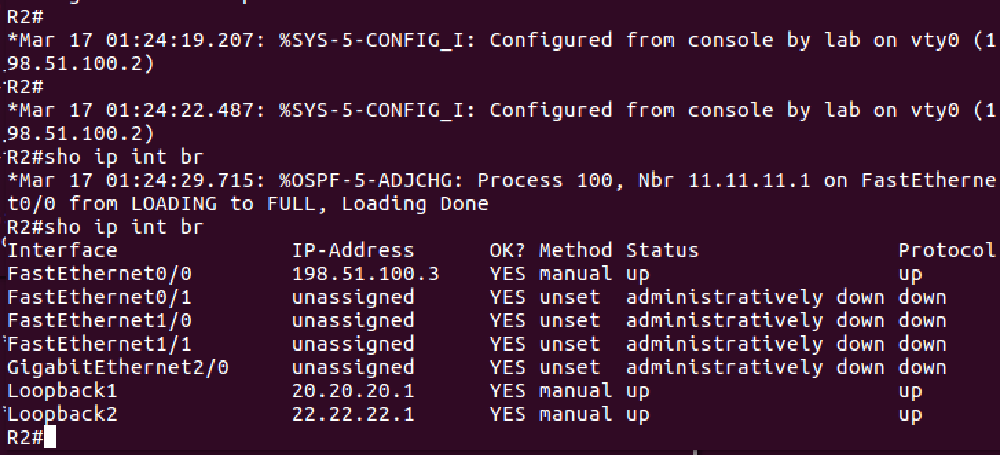 R2#
*Mar 17 01:24:19.207: %SYS-5-CONFIG_I: Configured from console by lab on vty0 (1
98.51.100.2)
R2#
*Mar 17 01:24:22.487: %SYS-5-CONFIG_I: Configured from console by lab on vty0 (1
98.51.100.2)
R2#sho ip int br
*Mar 17 01:24:29.715: %OSPF-5-ADJCHG: Process 100, Nbr 11.11.11.1 on FastEtherne
t0/0 from LOADING to FULL, Loading Done
R2#sho ip int br
Interface IP-Address OK? Method Status Protocol
FastEthernet0/0 198.51.100.3 YES manual up up
FastEthernet0/1 unassigned YES unset administratively down down
FastEthernet1/0 unassigned YES unset administratively down down
FastEthernet1/1 unassigned YES unset administratively down down
GigabitEthernet2/0 unassigned YES unset administratively down down
Loopback1 20.20.20.1 YES manual up up
Loopback2 22.22.22.1 YES manual up up
R2#